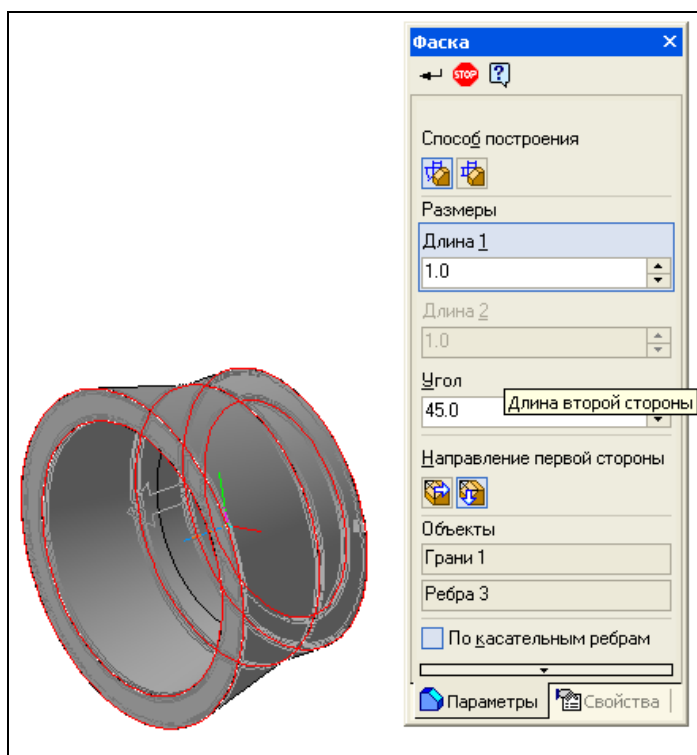 Фаска
STOP
Способ построения
Размеры
Длина 1
1.0
Длина 2
1.0
Угол
45.0
Длина второй стороны
Направление первой стороны
Объекты
Грани 1
Ребра 3
По касательным ребрам
Параметры
Свойства